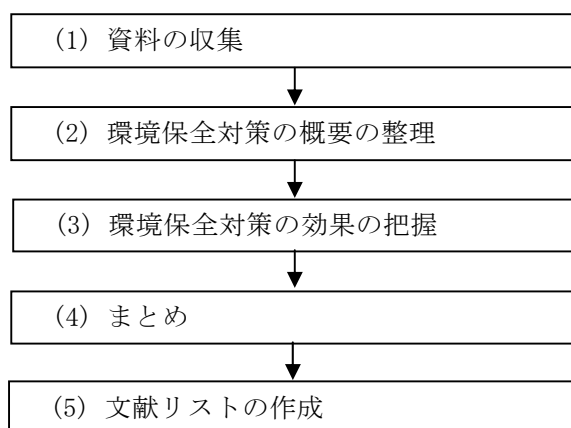 (1) 資料の収集
(2) 環境保全対策の概要の整理
(3) 環境保全対策の効果の把握
(4) まとめ
(5) 文献リストの作成